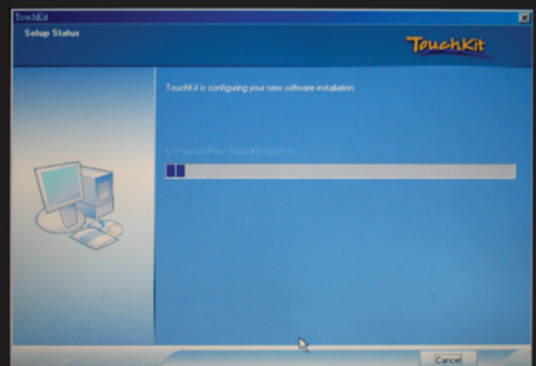 TouchKit
Setup Status
TouchKit
TouchKit is configuring your new software installation.
Cancel